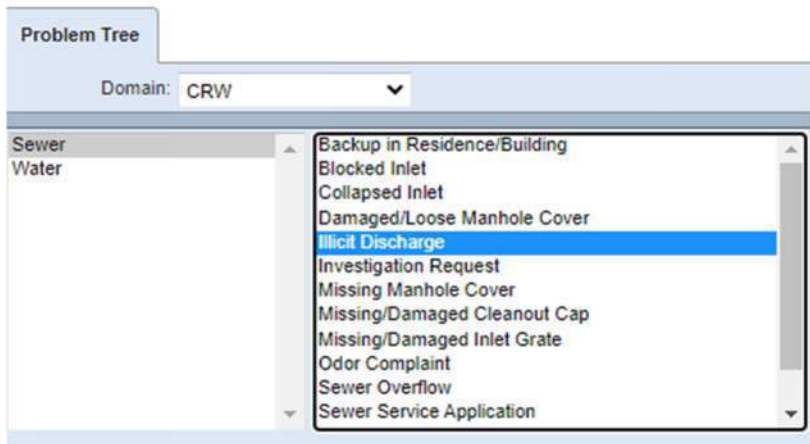 Problem Tree
Domain: CRW
Sewer
Water
Backup in Residence/Building
Blocked Inlet
Collapsed Inlet
Damaged/Loose Manhole Cover
Illicit Discharge
Investigation Request
Missing Manhole Cover
Missing/Damaged Cleanout Cap
Missing/Damaged Inlet Grate
Odor Complaint
Sewer Overflow
Sewer Service Application